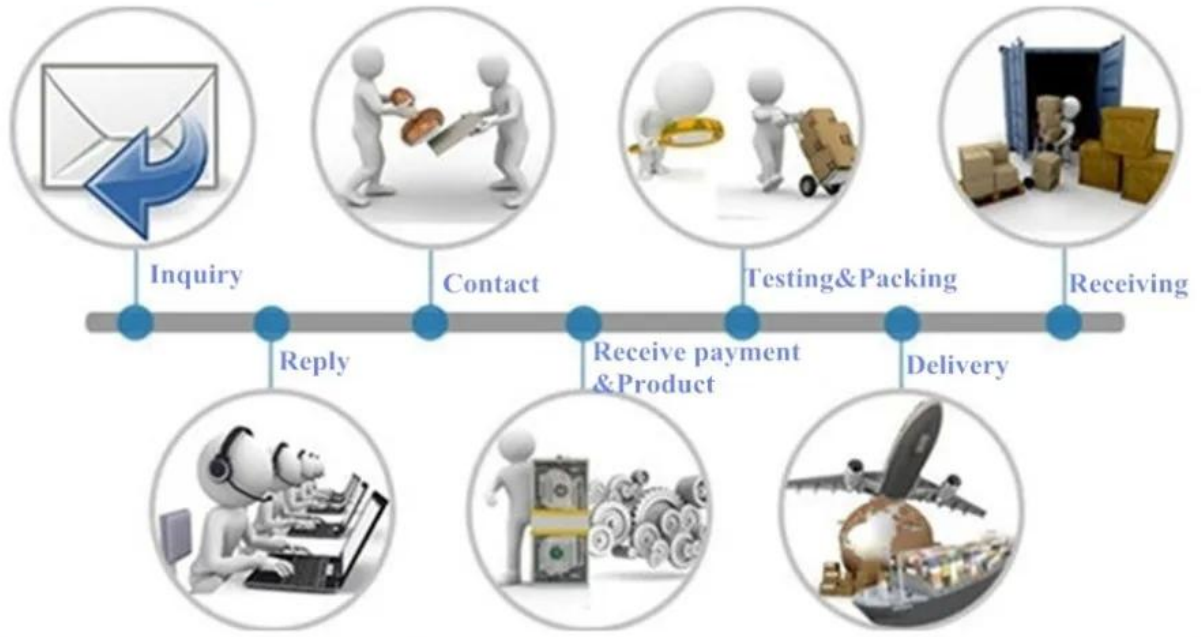 Inquiry
Reply
Contact
Receive payment
&Product
Testing&Packing
Delivery
Receiving